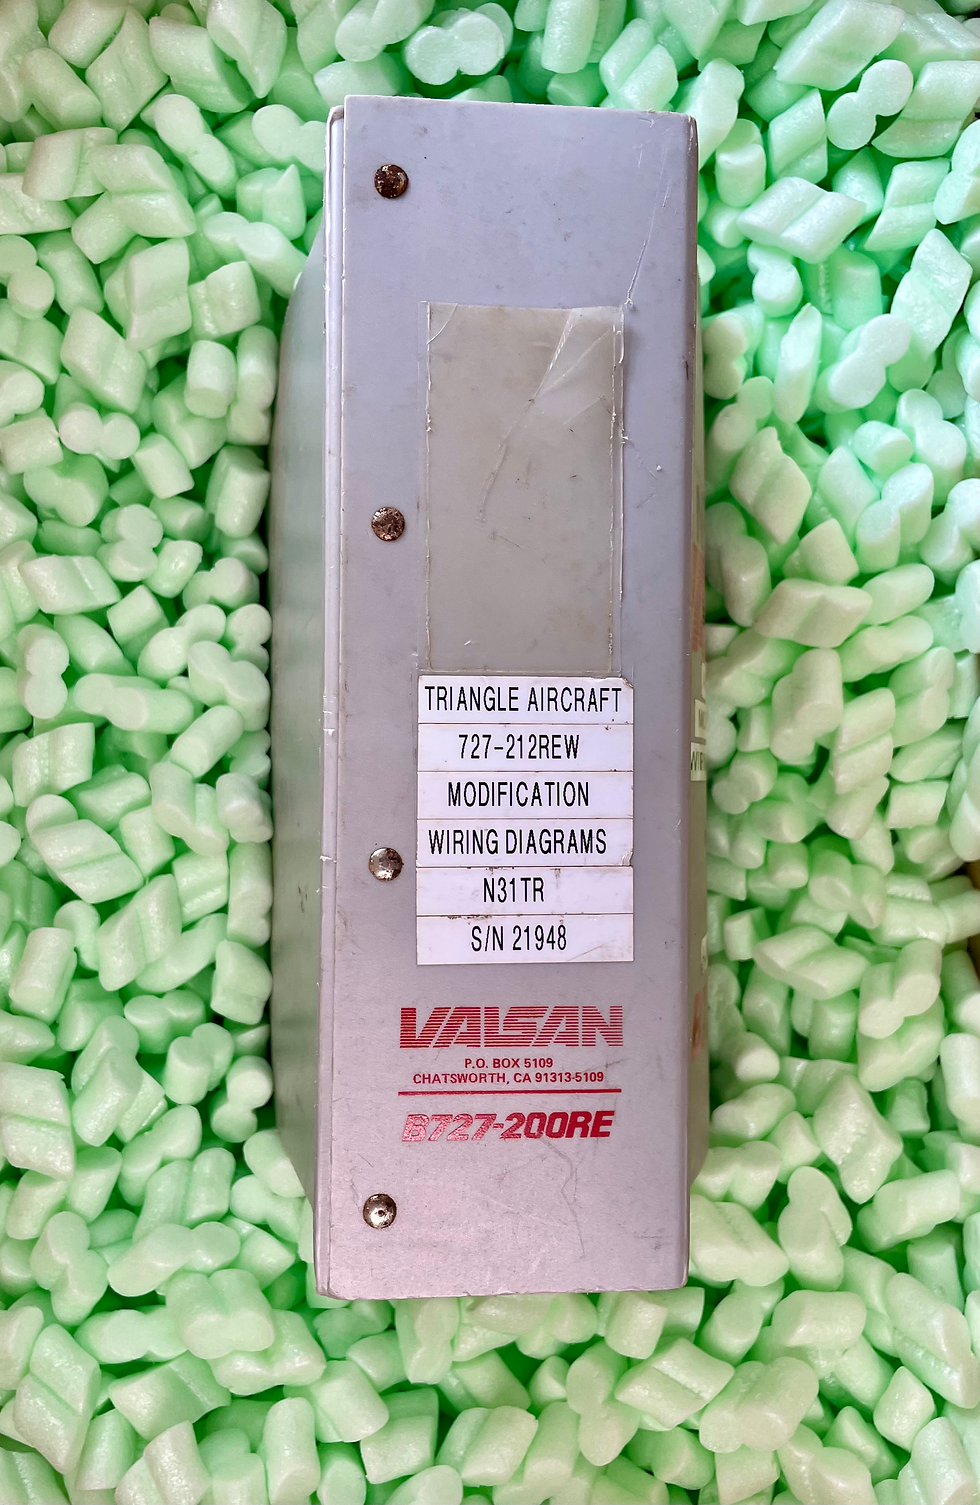 TRIANGLE AIRCRAFT
727-212REW
MODIFICATION
WIRING DIAGRAMS
N31TR
S/N 21948
VALSAN
P.O. BOX 5109
CHATSWORTH, CA 91313-5109
B727-200RE